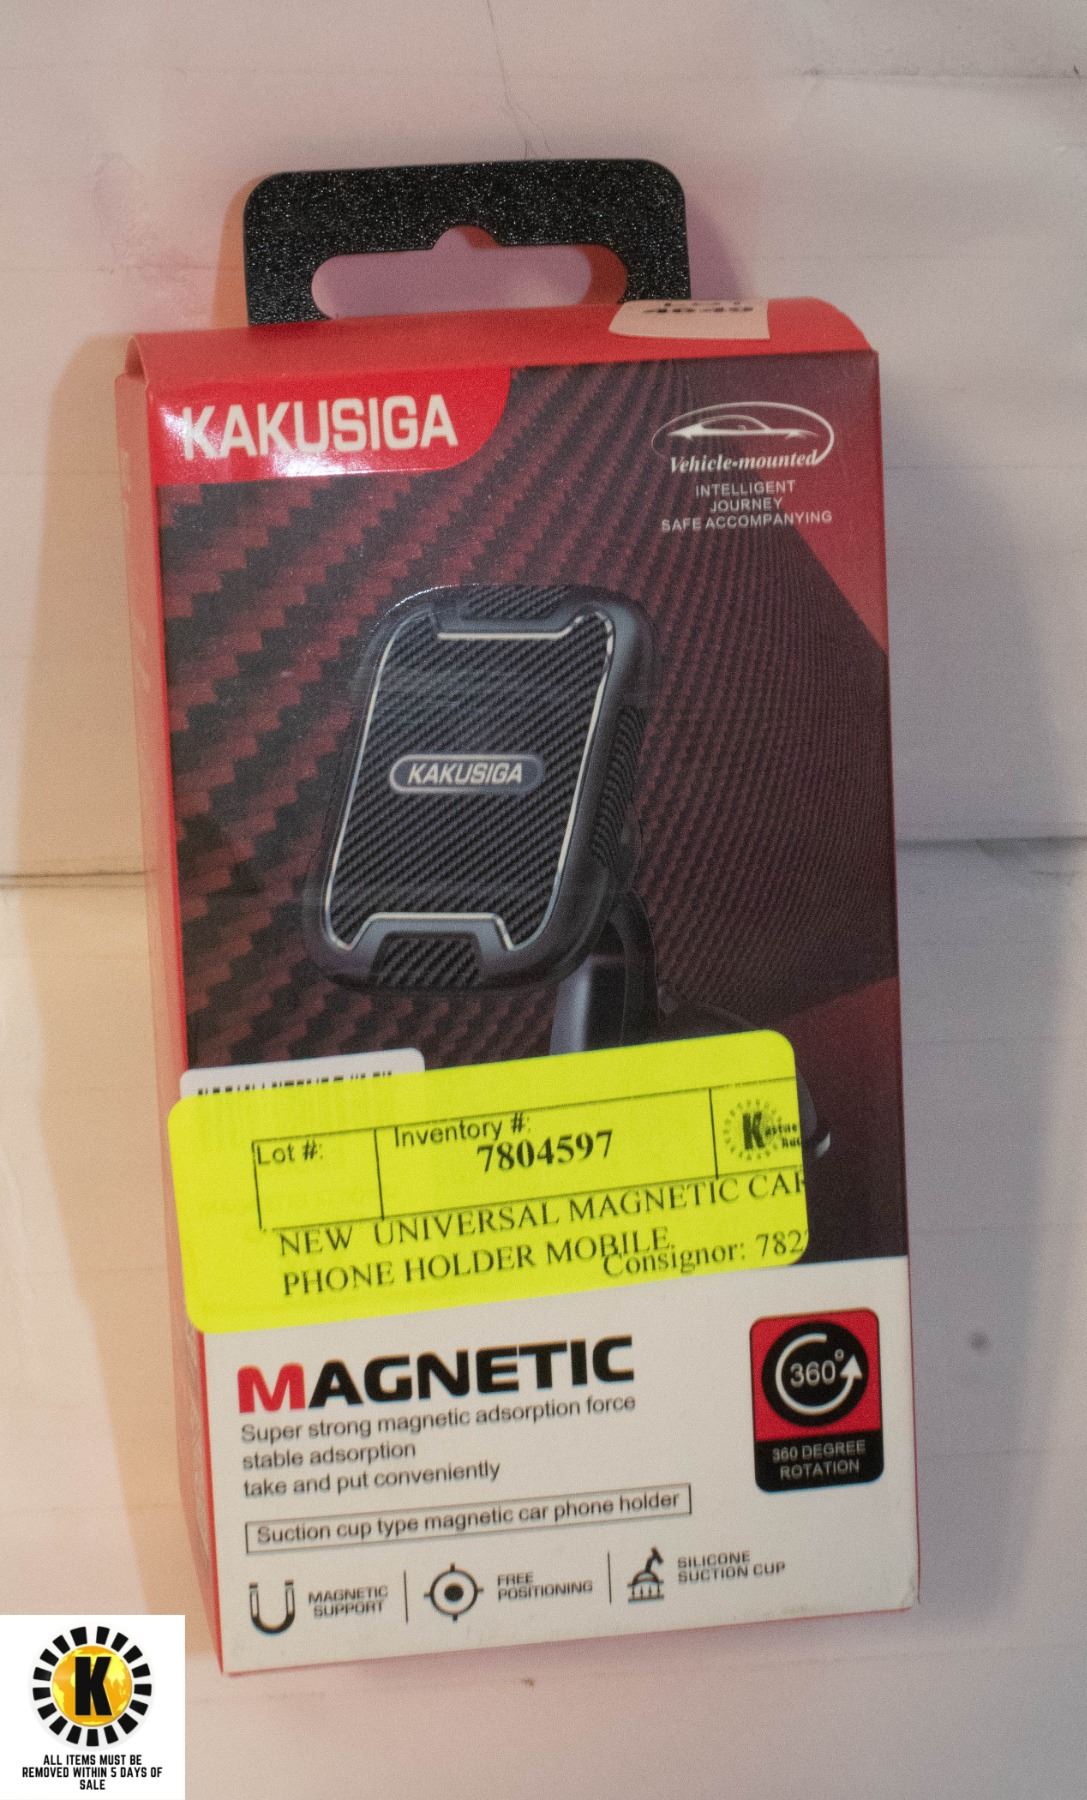 KAKUSIGA
Vehicle-mounted
INTELLIGENT
JOURNEY
SAFE ACCOMPANYING
KAKUSIGA
Lot #:
Inventory #:
7804597
K
NEW UNIVERSAL MAGNETIC CAR
PHONE HOLDER MOBILE
Consignor: 782
MAGNETIC
Super strong magnetic adsorption force
stable adsorption
take and put conveniently
Suction cup type magnetic car phone holder
MAGNETIC
SUPPORT
FREE
POSITIONING
SILICONE
SUCTION CUP
360°
360 DEGREE
ROTATION
K
ALL ITEMS MUST BE
REMOVED WITHIN 5 DAYS OF
SALE